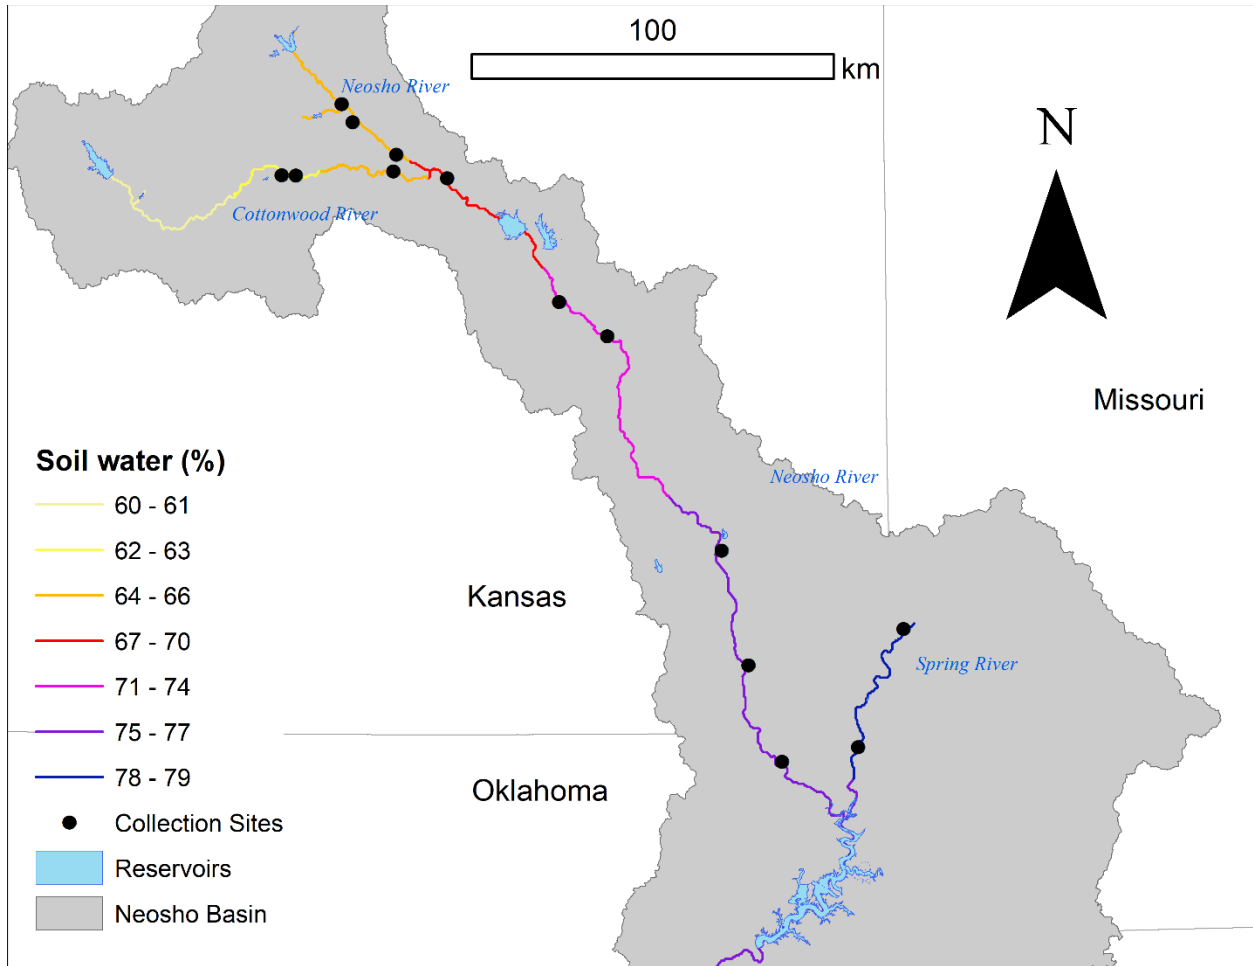 100
km
Neosho River
N
Cottonwood River
Missouri
Soil water (%)
60 - 61
62 - 63
64 - 66
67 - 70
71 - 74
75 - 77
78 - 79
Collection Sites
Reservoirs
Neosho Basin
Neosho River
Kansas
Spring River
Oklahoma